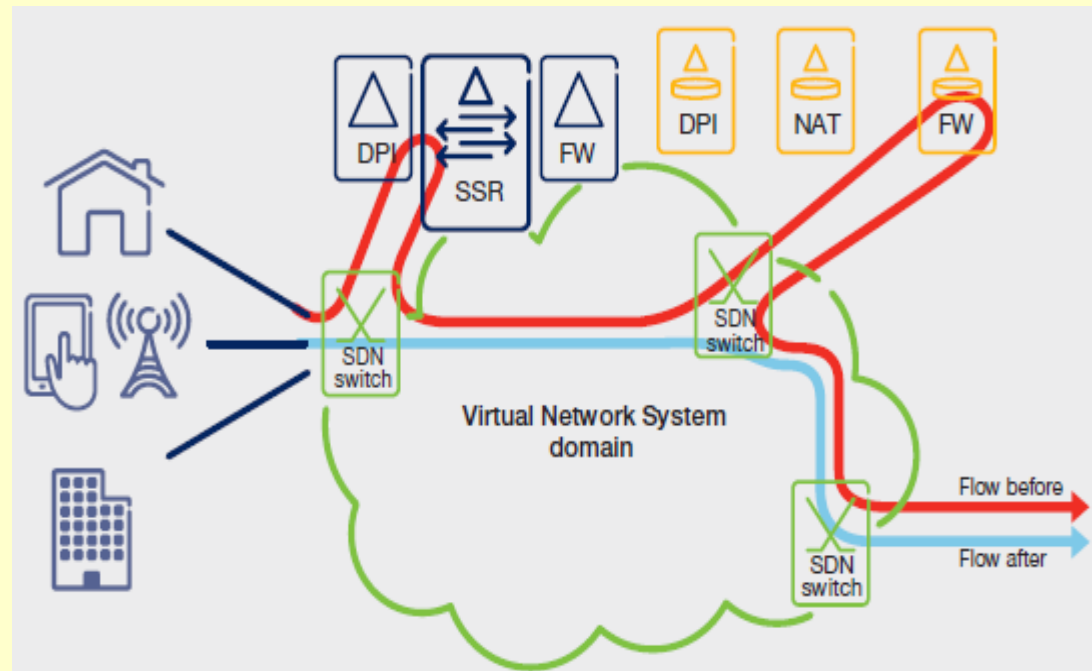 DPI
SSR
FW
DPI
NAT
FW
SDN
switch
SDN
switch
Virtual Network System
domain
Flow before
SDN
switch
Flow after